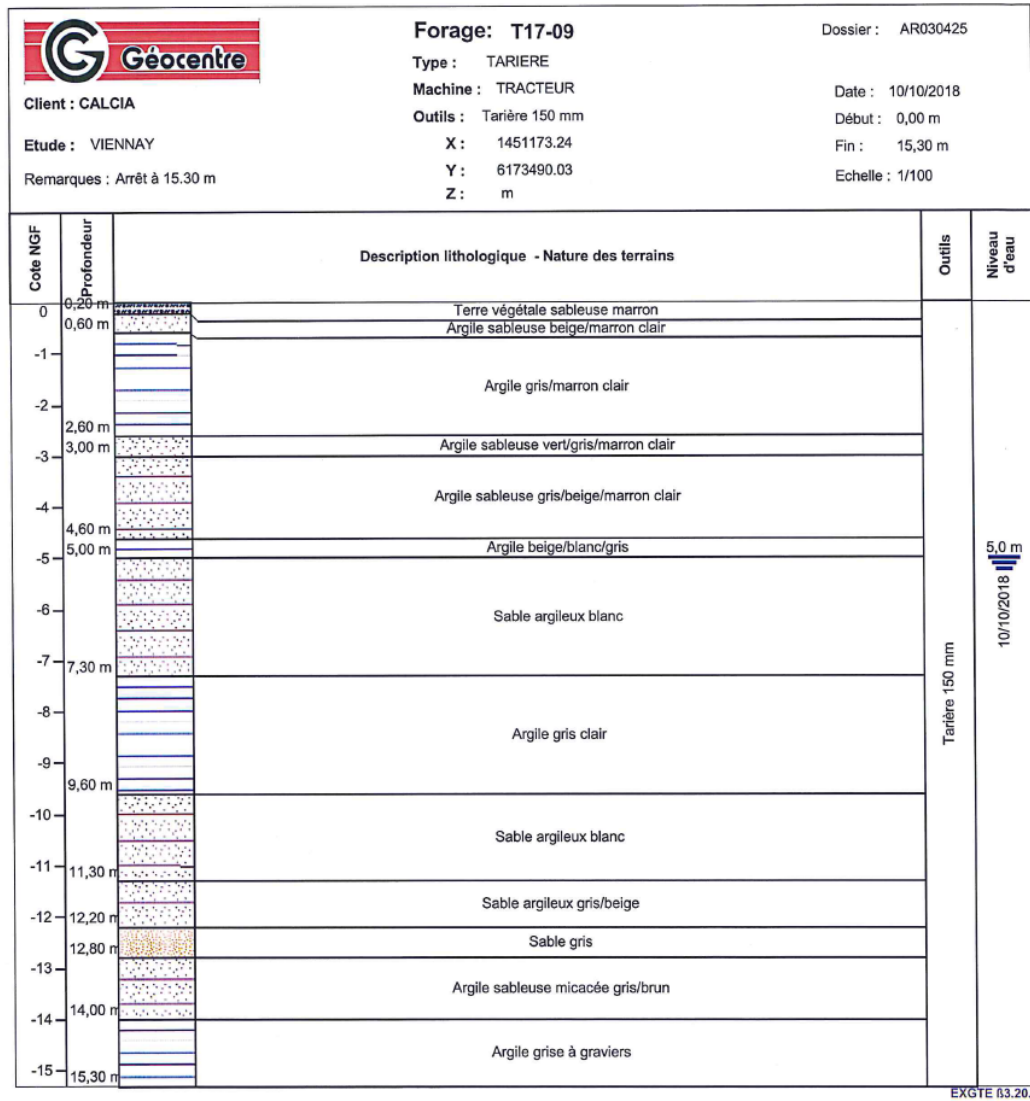 Géocentre
Forage: T17-09
Dossier : AR030425
Type : TARIERE
Machine : TRACTEUR
Date : 10/10/2018
Client : CALCIA
Outils : Tarière 150 mm
Début : 0,00 m
Etude : VIENNAY
X : 1451173.24
Fin : 15,30 m
Remarques : Arrêt à 15.30 m
Y : 6173490.03
Echelle : 1/100
Z : m
Cote NGF
Profondeur
Description lithologique - Nature des terrains
Outils
Niveau d'eau
0
0,20 m
Terre végétale sableuse marron
0,60 m
Argile sableuse beige/marron clair
-1
Argile gris/marron clair
-2
2,60 m
3,00 m
Argile sableuse vert/gris/marron clair
-3
Argile sableuse gris/beige/marron clair
-4
4,60 m
5,00 m
Argile beige/blanc/gris
5,0 m
-5
10/10/2018
-6
Sable argileux blanc
-7
7,30 m
Tarière 150 mm
-8
Argile gris clair
-9
9,60 m
-10
Sable argileux blanc
-11
11,30 m
Sable argileux gris/beige
-12
12,20 m
Sable gris
12,80 m
-13
Argile sableuse micacée gris/brun
14,00 m
-14
Argile grise à graviers
-15
15,30 m
EXGTE ß3.20.